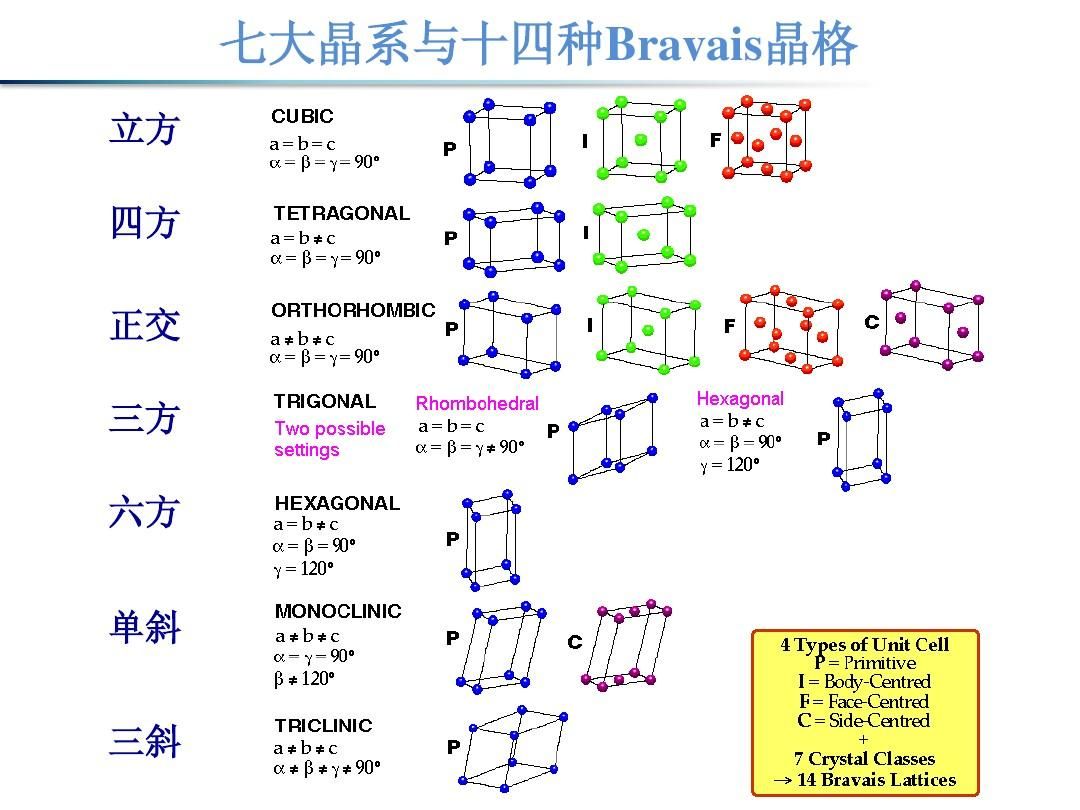 七大晶系与十四种Bravais晶格
立方
CUBIC
a = b = c
α = β = γ = 90°
P
I
F
四方
TETRAGONAL
a = b ≠ c
α = β = γ = 90°
P
I
正交
ORTHORHOMBIC
a ≠ b ≠ c
α = β = γ = 90°
P
I
F
C
三方
TRIGONAL
Two possible
settings
Rhombohedral
a = b = c
α = β = γ ≠ 90°
P
Hexagonal
a = b ≠ c
α = β = 90°
γ = 120°
P
六方
HEXAGONAL
a = b ≠ c
α = β = 90°
γ = 120°
P
单斜
MONOCLINIC
a ≠ b ≠ c
α = γ = 90°
β ≠ 120°
P
C
三斜
TRICLINIC
a ≠ b ≠ c
α ≠ β ≠ γ ≠ 90°
P
4 Types of Unit Cell
P = Primitive
I = Body-Centred
F = Face-Centred
C = Side-Centred
+
7 Crystal Classes
→ 14 Bravais Lattices